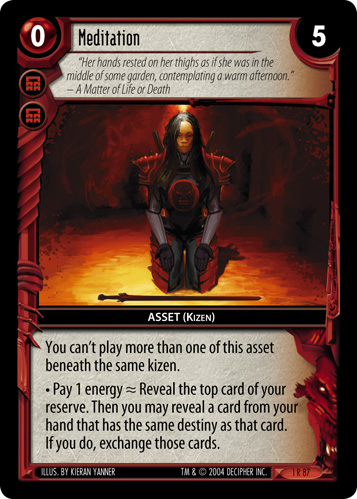 0 Meditation 5
"Her hands rested on her thighs as if she was in the
middle of some garden, contemplating a warm afternoon."
– A Matter of Life or Death
ASSET (KIZEN)
You can't play more than one of this asset
beneath the same kizen.
• Pay 1 energy ≈ Reveal the top card of your
reserve. Then you may reveal a card from your
hand that has the same destiny as that card.
If you do, exchange those cards.
ILLUS. BY KIERAN YANNER TM & © 2004 DECIPHER INC. 1 R 87